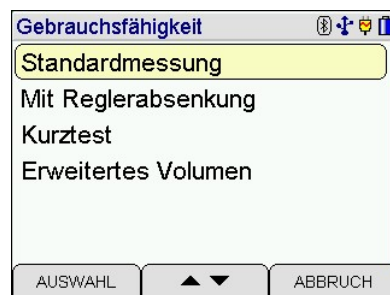 Gebrauchsfähigkeit
Standardmessung
Mit Reglerabsenkung
Kurztest
Erweitertes Volumen
AUSWAHL ▲ ▼ ABBRUCH